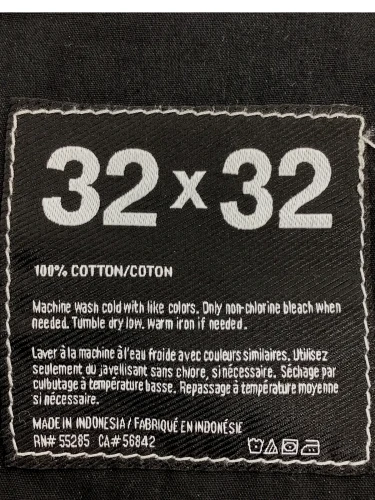 32 x 32
100% COTTON/COTON
Machine wash cold with like colors. Only non-chlorine bleach when
needed. Tumble dry low. Warm iron if needed.
Laver à la machine à l'eau froide avec couleurs similaires. Utilisez
seulement du javellisant sans chlore, si nécessaire. Séchage par
culbutage à température basse. Repassage à température moyenne
si nécessaire.
MADE IN INDONESIA / FABRIQUÉ EN INDONÉSIE
RN# 55285 CA# 56842